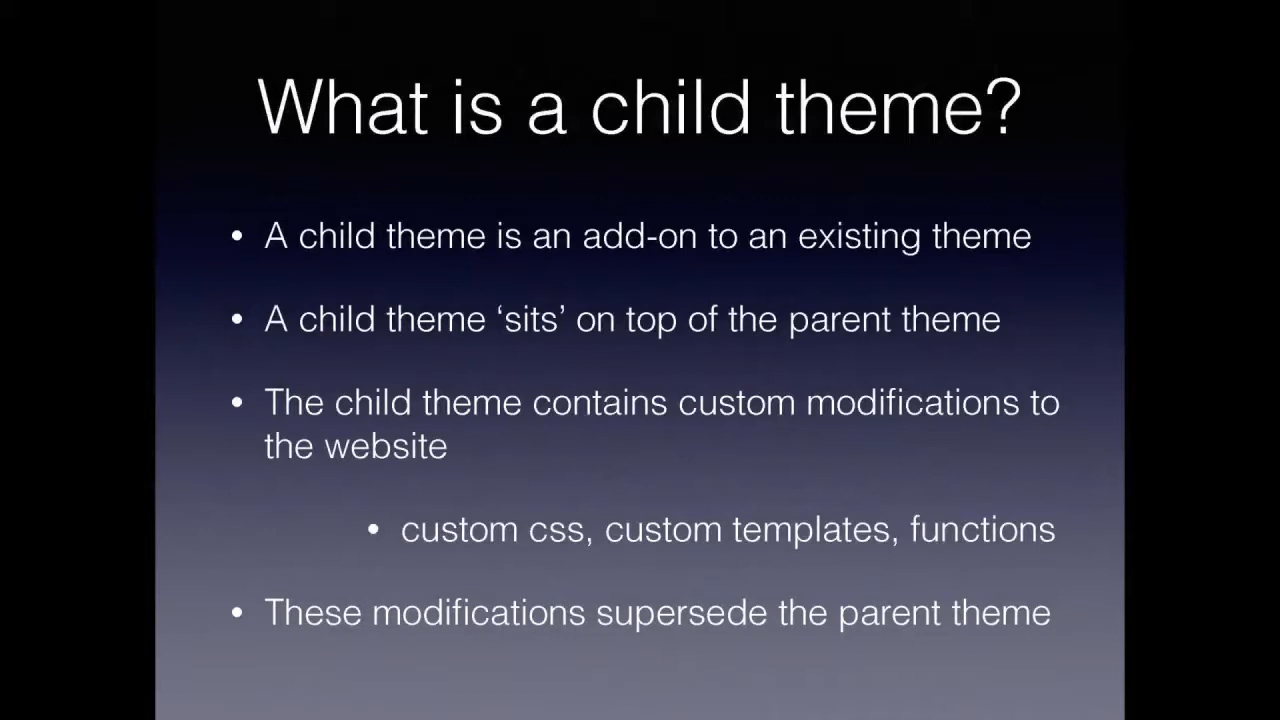 What is a child theme?
• A child theme is an add-on to an existing theme
• A child theme ‘sits’ on top of the parent theme
• The child theme contains custom modifications to
the website
• custom css, custom templates, functions
• These modifications supersede the parent theme